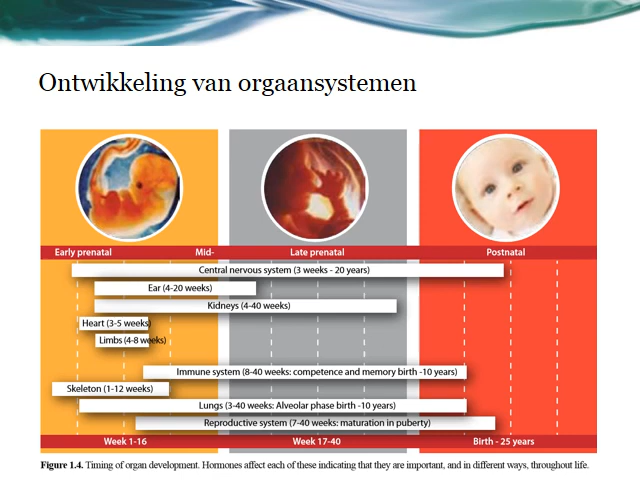 Ontwikkeling van orgaansystemen
Early prenatal Mid- Late prenatal Postnatal
Central nervous system (3 weeks - 20 years)
Ear (4-20 weeks)
Kidneys (4-40 weeks)
Heart (3-5 weeks)
Limbs (4-8 weeks)
Immune system (8-40 weeks: competence and memory birth -10 years)
Skeleton (1-12 weeks)
Lungs (3-40 weeks: Alveolar phase birth -10 years)
Reproductive system (7-40 weeks: maturation in puberty)
Week 1-16 Week 17-40 Birth - 25 years
Figure 1.4. Timing of organ development. Hormones affect each of these indicating that they are important, and in different ways, throughout life.